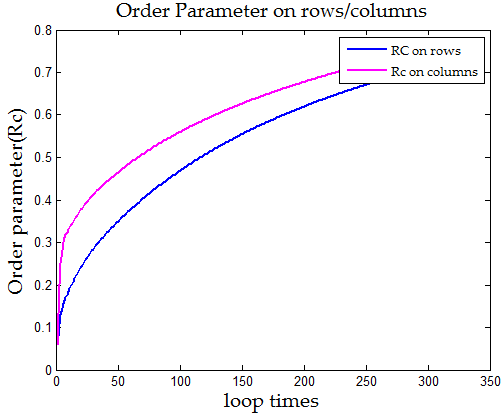 Order Parameter on rows/columns
0.8
0.7
0.6
0.5
0.4
0.3
0.2
0.1
0
Order parameter(Rc)
RC on rows
Rc on columns
0 50 100 150 200 250 300 350
loop times